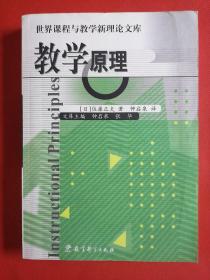 世界课程与教学新理论文库
教学原理
Instructional Principles
[日]佐藤正夫 著 钟启泉 译
文库主编 钟启泉 张华
教育科学出版社